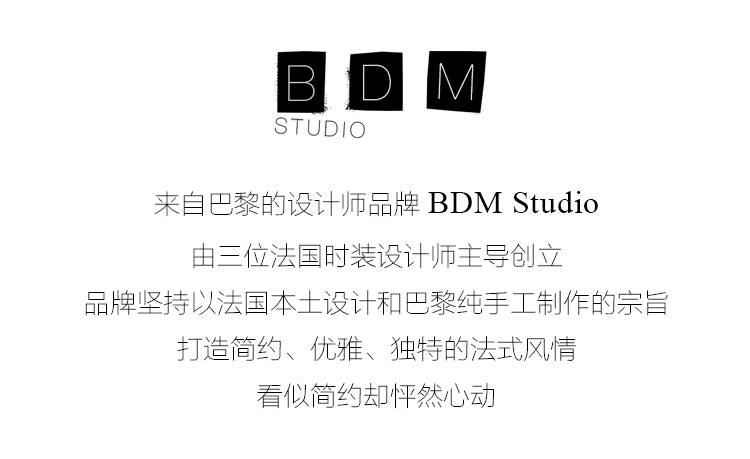 BDM
STUDIO
来自巴黎的设计师品牌 BDM Studio
由三位法国时装设计师主导创立
品牌坚持以法国本土设计和巴黎纯手工制作的宗旨
打造简约、优雅、独特的法式风情
看似简约却怦然心动